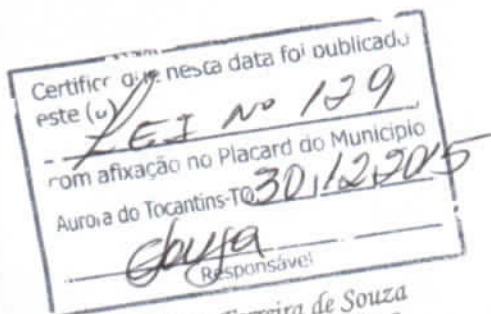 Certifico que nesta data foi publicado
este (a)
LEI Nº 129
com afixação no Placard do Município
Aurora do Tocantins-TO 30,12,2015
Souza
Responsável
Ferreira de Souza